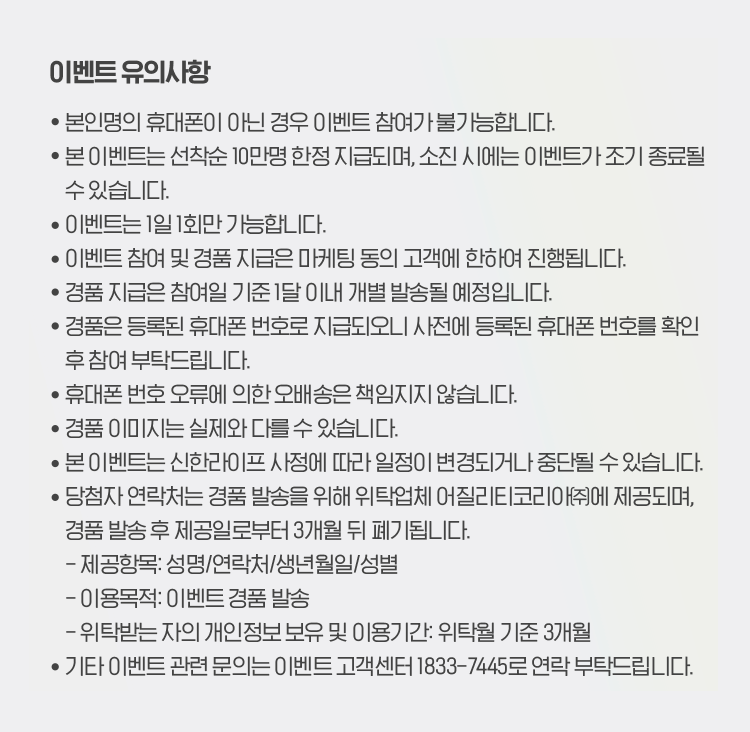 이벤트 유의사항
• 본인명의 휴대폰이 아닌 경우 이벤트 참여가 불가능합니다.
• 본 이벤트는 선착순 10만명 한정 지급되며, 소진 시에는 이벤트가 조기 종료될
수 있습니다.
• 이벤트는 1일 1회만 가능합니다.
• 이벤트 참여 및 경품 지급은 마케팅 동의 고객에 한하여 진행됩니다.
• 경품 지급은 참여일 기준 1달 이내 개별 발송될 예정입니다.
• 경품은 등록된 휴대폰 번호로 지급되오니 사전에 등록된 휴대폰 번호를 확인
후 참여 부탁드립니다.
• 휴대폰 번호 오류에 의한 오배송은 책임지지 않습니다.
• 경품 이미지는 실제와 다를 수 있습니다.
• 본 이벤트는 신한라이프 사정에 따라 일정이 변경되거나 중단될 수 있습니다.
• 당첨자 연락처는 경품 발송을 위해 위탁업체 어질리티코리아㈜에 제공되며,
경품 발송 후 제공일로부터 3개월 뒤 폐기됩니다.
- 제공항목: 성명/연락처/생년월일/성별
- 이용목적: 이벤트 경품 발송
- 위탁받는 자의 개인정보 보유 및 이용기간: 위탁월 기준 3개월
• 기타 이벤트 관련 문의는 이벤트 고객센터 1833-7445로 연락 부탁드립니다.